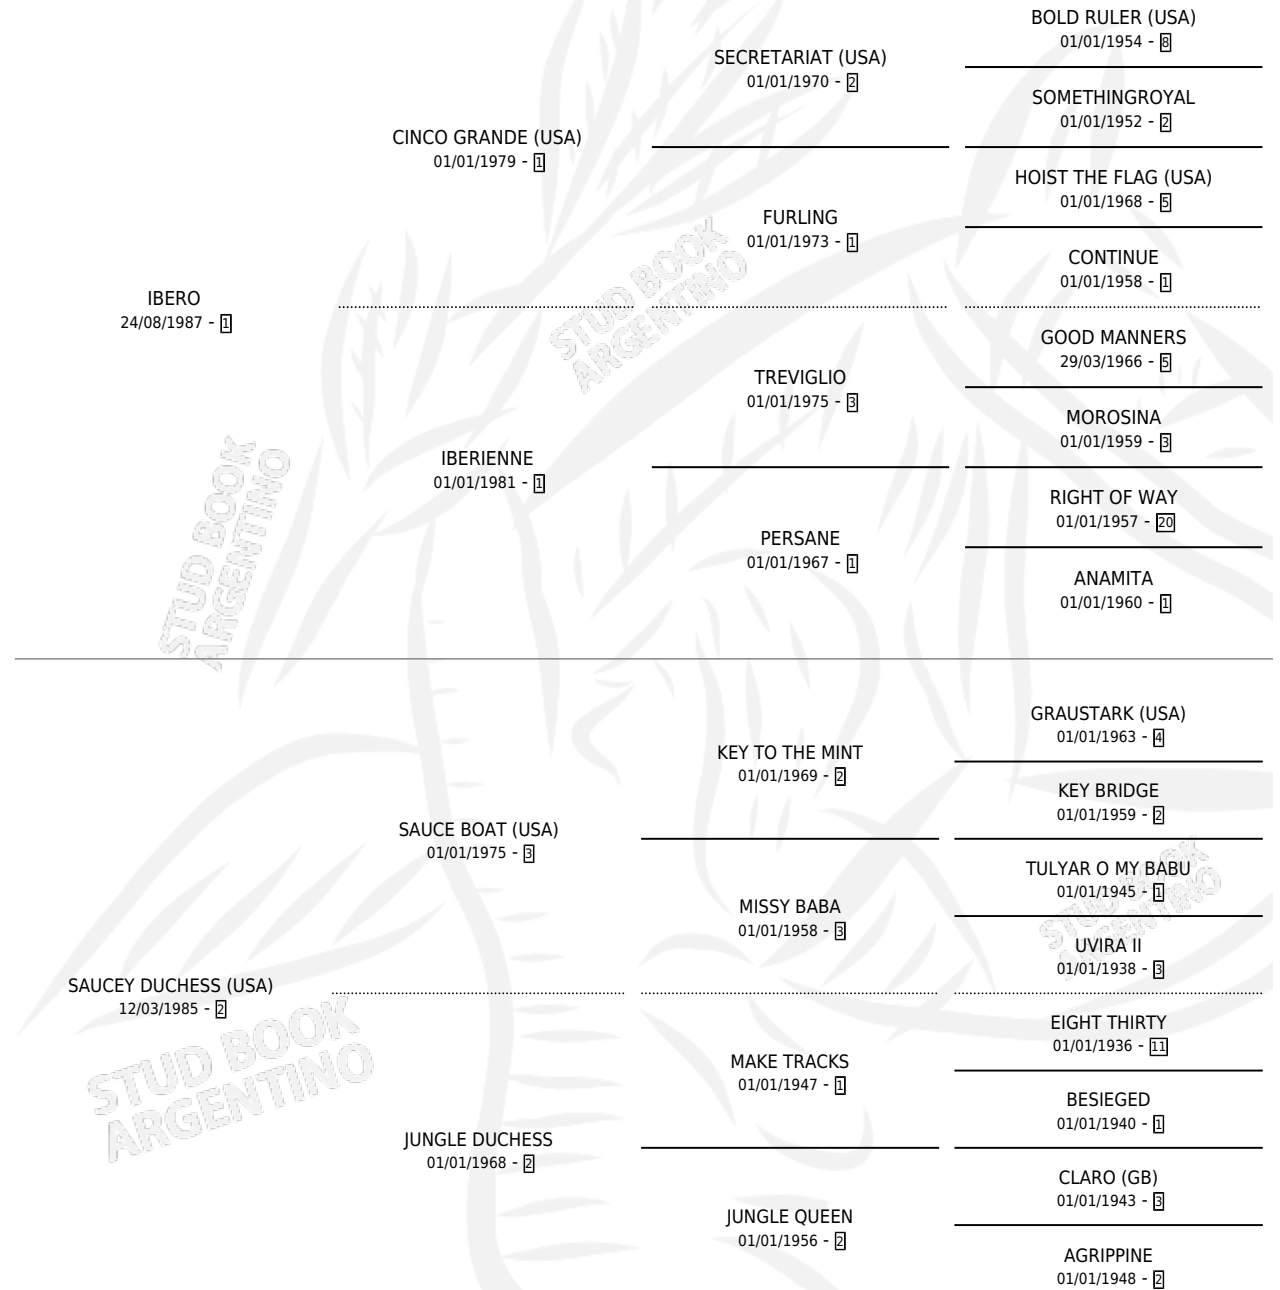 BOLD RULER (USA)
01/01/1954 - 8
SECRETARIAT (USA)
01/01/1970 - 2
SOMETHINGROYAL
01/01/1952 - 2
CINCO GRANDE (USA)
01/01/1979 - 1
HOIST THE FLAG (USA)
01/01/1968 - 5
FURLING
01/01/1973 - 1
CONTINUE
01/01/1958 - 1
IBERO
24/08/1987 - 1
STUD BOOK
ARGENTINO
GOOD MANNERS
29/03/1966 - 5
TREVIGLIO
01/01/1975 - 3
MOROSINA
01/01/1959 - 3
IBERIENNE
01/01/1981 - 1
RIGHT OF WAY
01/01/1957 - 20
PERSANE
01/01/1967 - 1
ANAMITA
01/01/1960 - 1
STUD BOOK
ARGENTINO
GRAUSTARK (USA)
01/01/1963 - 4
KEY TO THE MINT
01/01/1969 - 2
KEY BRIDGE
01/01/1959 - 2
SAUCE BOAT (USA)
01/01/1975 - 3
TULYAR O MY BABU
01/01/1945 - 1
MISSY BABA
01/01/1958 - 3
UVIRA II
01/01/1938 - 3
STUD BOOK
ARGENTINO
SAUCEY DUCHESS (USA)
12/03/1985 - 2
EIGHT THIRTY
01/01/1936 - 11
MAKE TRACKS
01/01/1947 - 1
BESIEGED
01/01/1940 - 1
STUD BOOK
ARGENTINO
JUNGLE DUCHESS
01/01/1968 - 2
CLARO (GB)
01/01/1943 - 3
JUNGLE QUEEN
01/01/1956 - 2
AGRIPPINE
01/01/1948 - 2